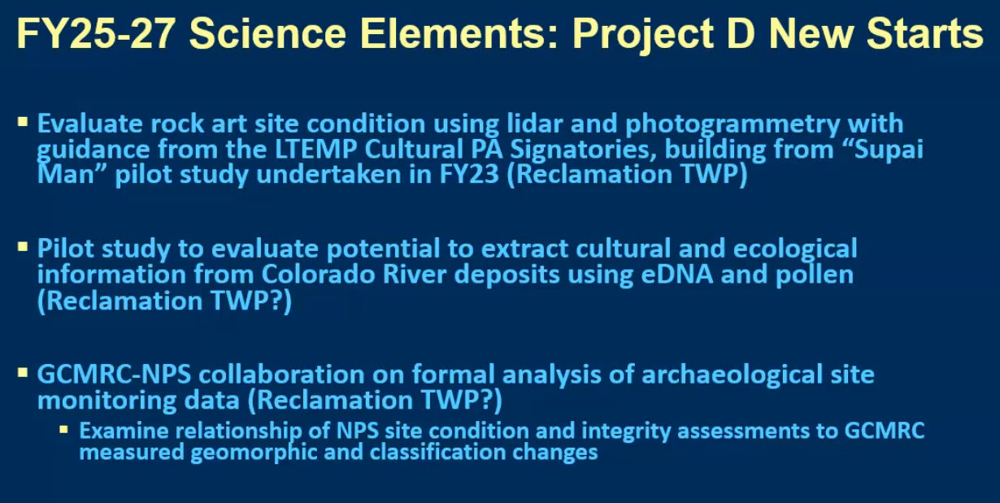 FY25-27 Science Elements: Project D New Starts
▪ Evaluate rock art site condition using lidar and photogrammetry with
guidance from the LTEMP Cultural PA Signatories, building from “Supai
Man” pilot study undertaken in FY23 (Reclamation TWP)
▪ Pilot study to evaluate potential to extract cultural and ecological
information from Colorado River deposits using eDNA and pollen
(Reclamation TWP?)
▪ GCMRC-NPS collaboration on formal analysis of archaeological site
monitoring data (Reclamation TWP?)
▪ Examine relationship of NPS site condition and integrity assessments to GCMRC
measured geomorphic and classification changes